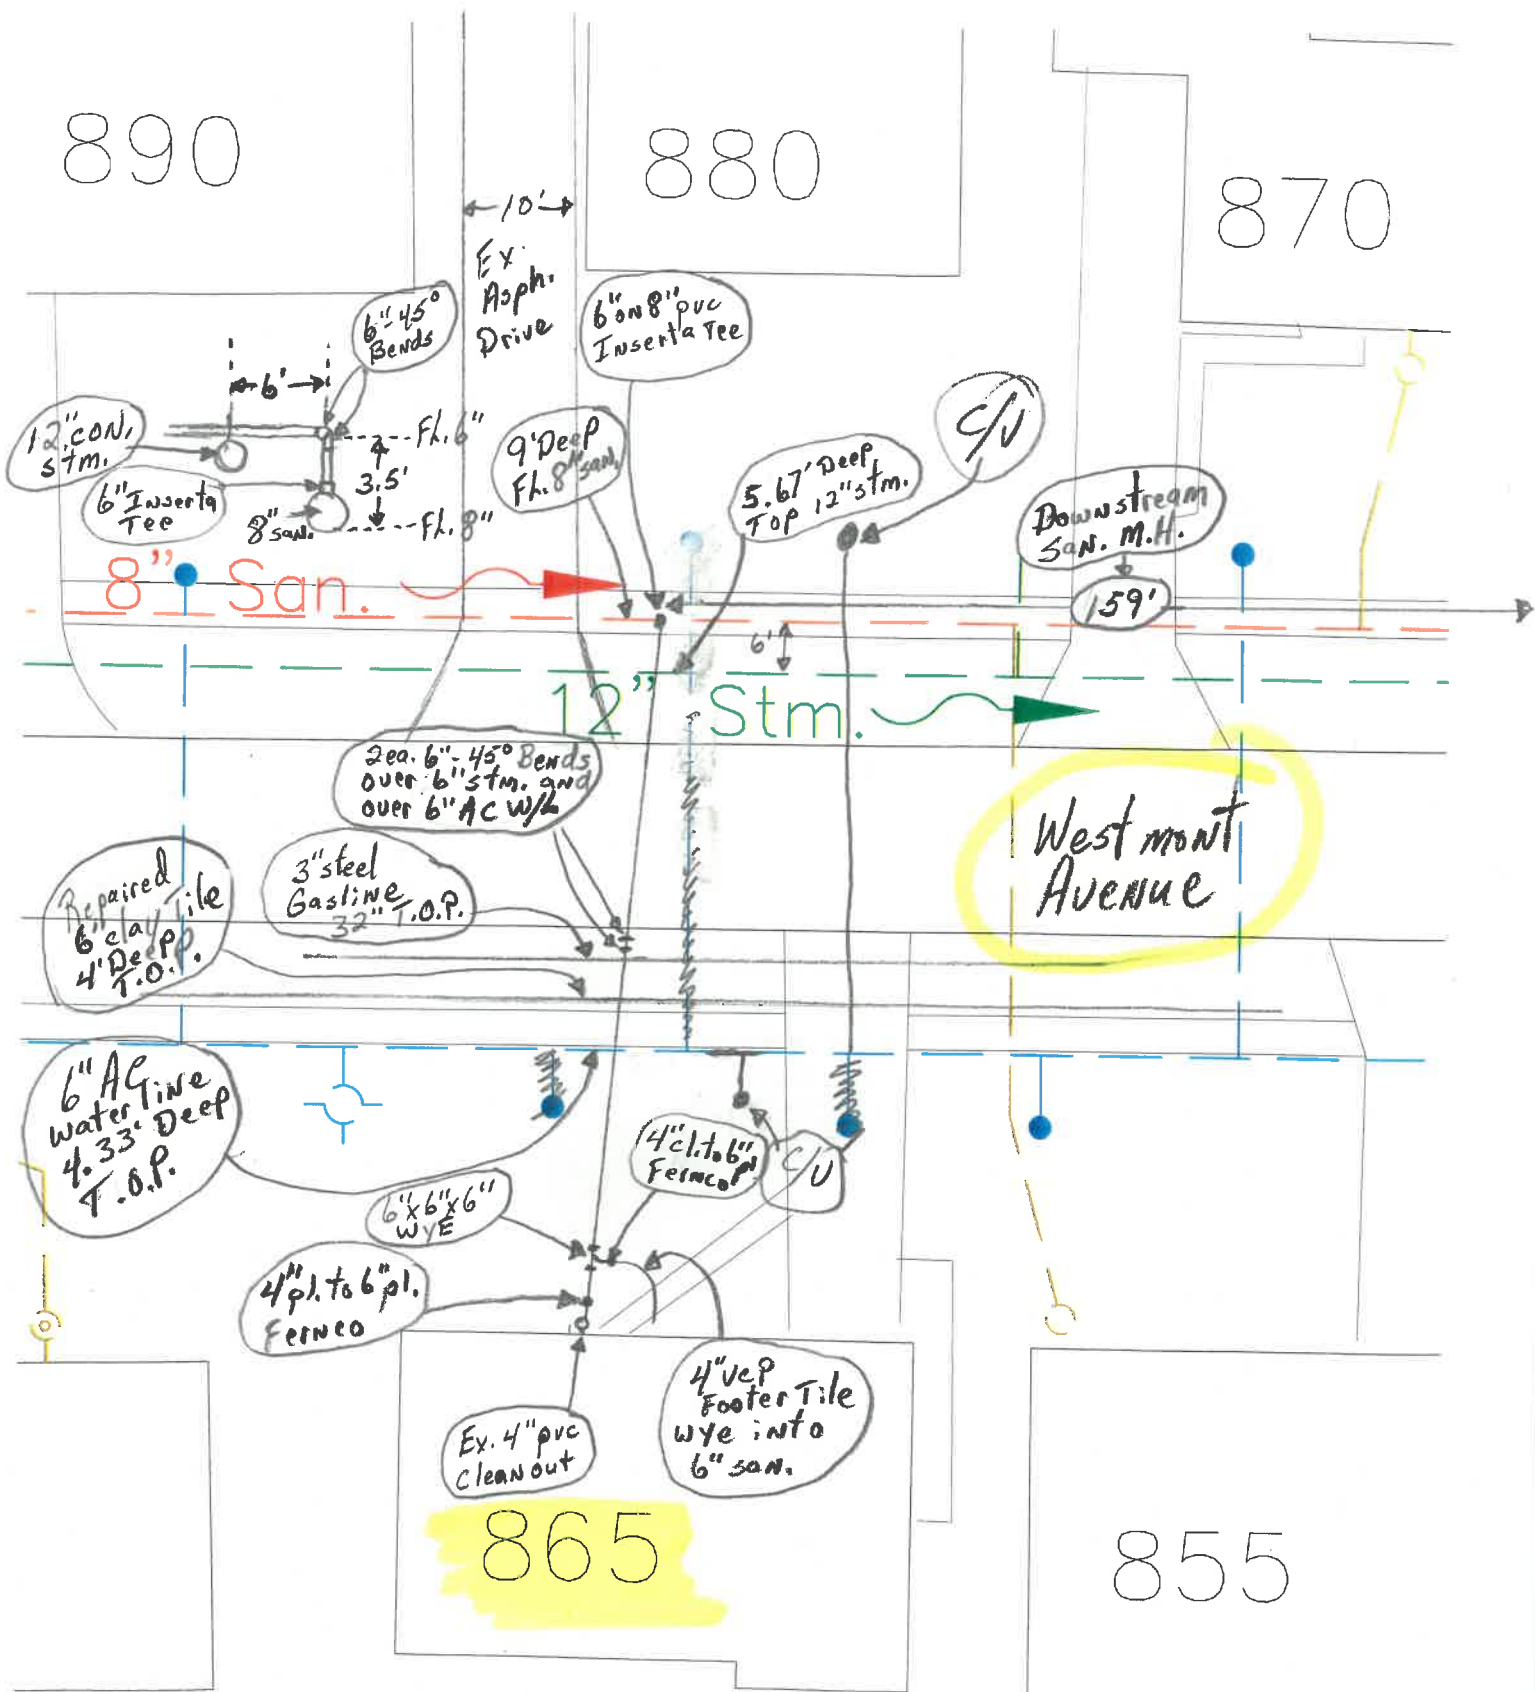 890
880
870
10'
Ex.
Asph.
Drive
6"-45°
Bends
6" on 8" pvc
Inserta Tee
6'
12" con.
stm.
Fl. 6"
3.5'
6" Inserta
Tee
8" san.
Fl. 8"
9' Deep
Fl. 8" san.
5.67' Deep
Top 12" stm.
C/U
Downstream
San. M.H.
159'
8" San.
6'
12" Stm.
2ea. 6"-45° Bends
over 6" stm. and
over 6" AC W/L
West mont
Avenue
3" steel
Gasline
32" T.O.P.
Repaired
6" clay Tile
4' Deep
T.O.P.
6" AC
water line
4.33' Deep
T.O.P.
4" cl. to 6" pl
Fernco
C/U
6"x6"x6"
WYE
4" pl. to 6" pl.
Fernco
4" VCP
Footer Tile
wye into
6" san.
Ex. 4" pvc
cleanout
865
855